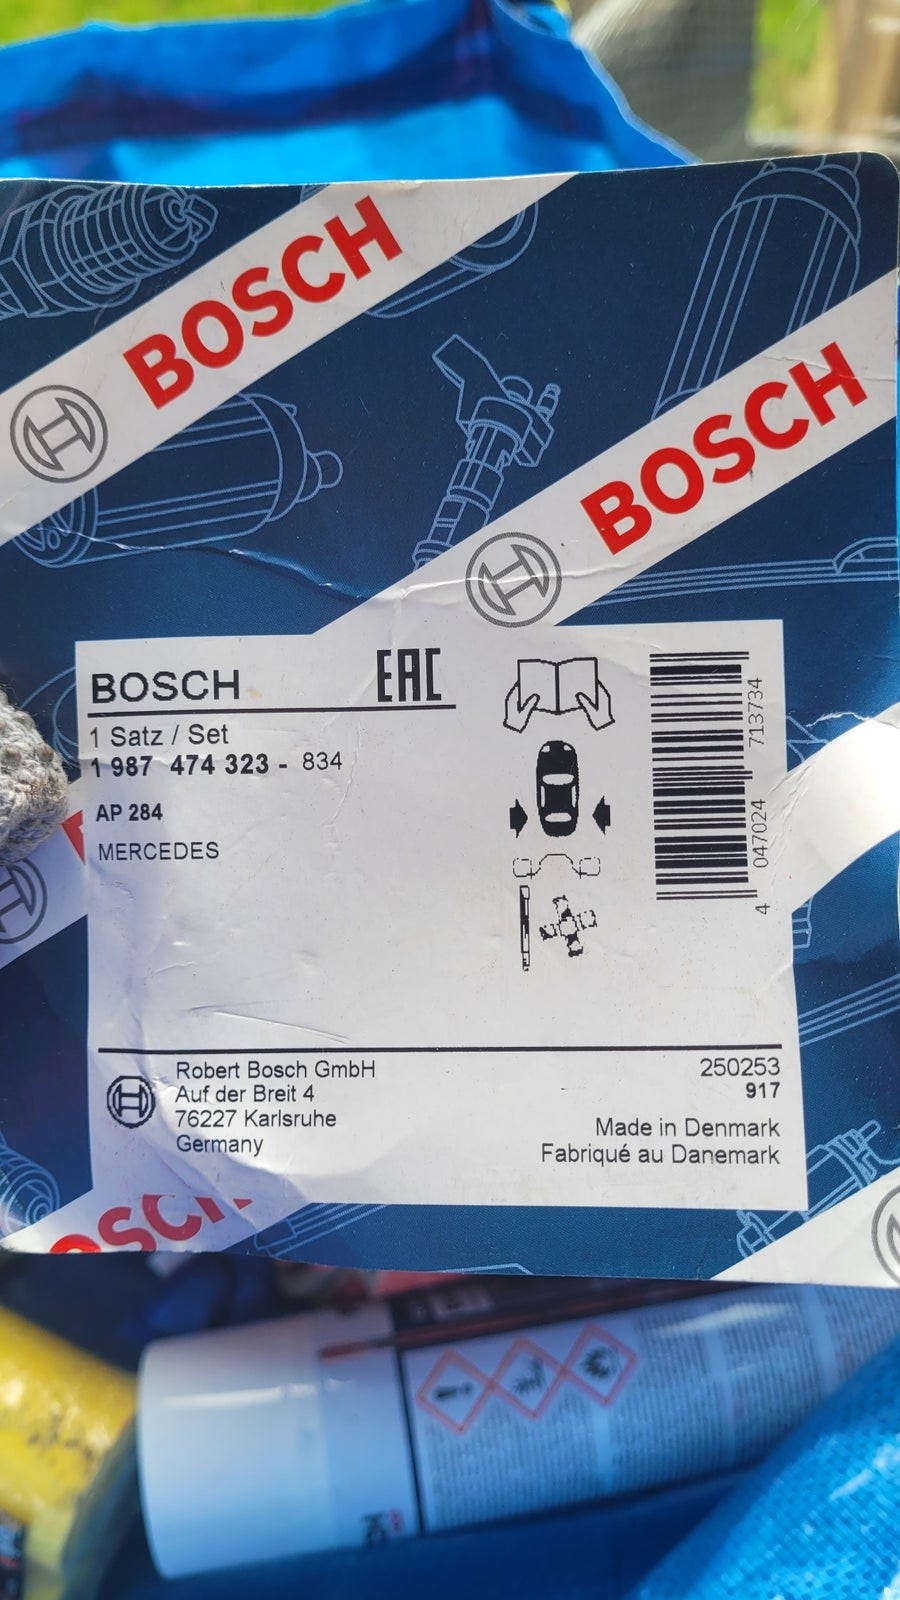 BOSCH
BOSCH
BOSCH
EAC
1 Satz / Set
1 987 474 323 - 834
AP 284
MERCEDES
4 047024 713734
Robert Bosch GmbH
Auf der Breit 4
76227 Karlsruhe
Germany
250253
917
Made in Denmark
Fabriqué au Danemark
BOSCH